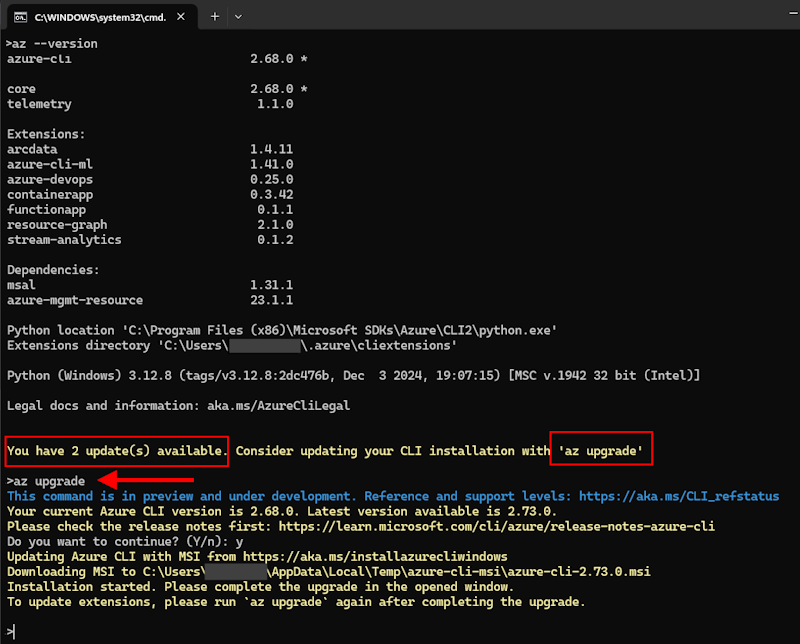 C:\WINDOWS\system32\cmd.
>az --version
azure-cli 2.68.0 *
core 2.68.0 *
telemetry 1.1.0
Extensions:
arcdata 1.4.11
azure-cli-ml 1.41.0
azure-devops 0.25.0
containerapp 0.3.42
functionapp 0.1.1
resource-graph 2.1.0
stream-analytics 0.1.2
Dependencies:
msal 1.31.1
azure-mgmt-resource 23.1.1
Python location 'C:\Program Files (x86)\Microsoft SDKs\Azure\CLI2\python.exe'
Extensions directory 'C:\Users\ \.azure\cliextensions'
Python (Windows) 3.12.8 (tags/v3.12.8:2dc476b, Dec  3 2024, 19:07:15) [MSC v.1942 32 bit (Intel)]
Legal docs and information: aka.ms/AzureCliLegal
You have 2 update(s) available. Consider updating your CLI installation with 'az upgrade'
>az upgrade
This command is in preview and under development. Reference and support levels: https://aka.ms/CLI_refstatus
Your current Azure CLI version is 2.68.0. Latest version available is 2.73.0.
Please check the release notes first: https://learn.microsoft.com/cli/azure/release-notes-azure-cli
Do you want to continue? (Y/n): y
Updating Azure CLI with MSI from https://aka.ms/installazurecliwindows
Downloading MSI to C:\Users\ \AppData\Local\Temp\azure-cli-msi\azure-cli-2.73.0.msi
Installation started. Please complete the upgrade in the opened window.
To update extensions, please run `az upgrade` again after completing the upgrade.
>